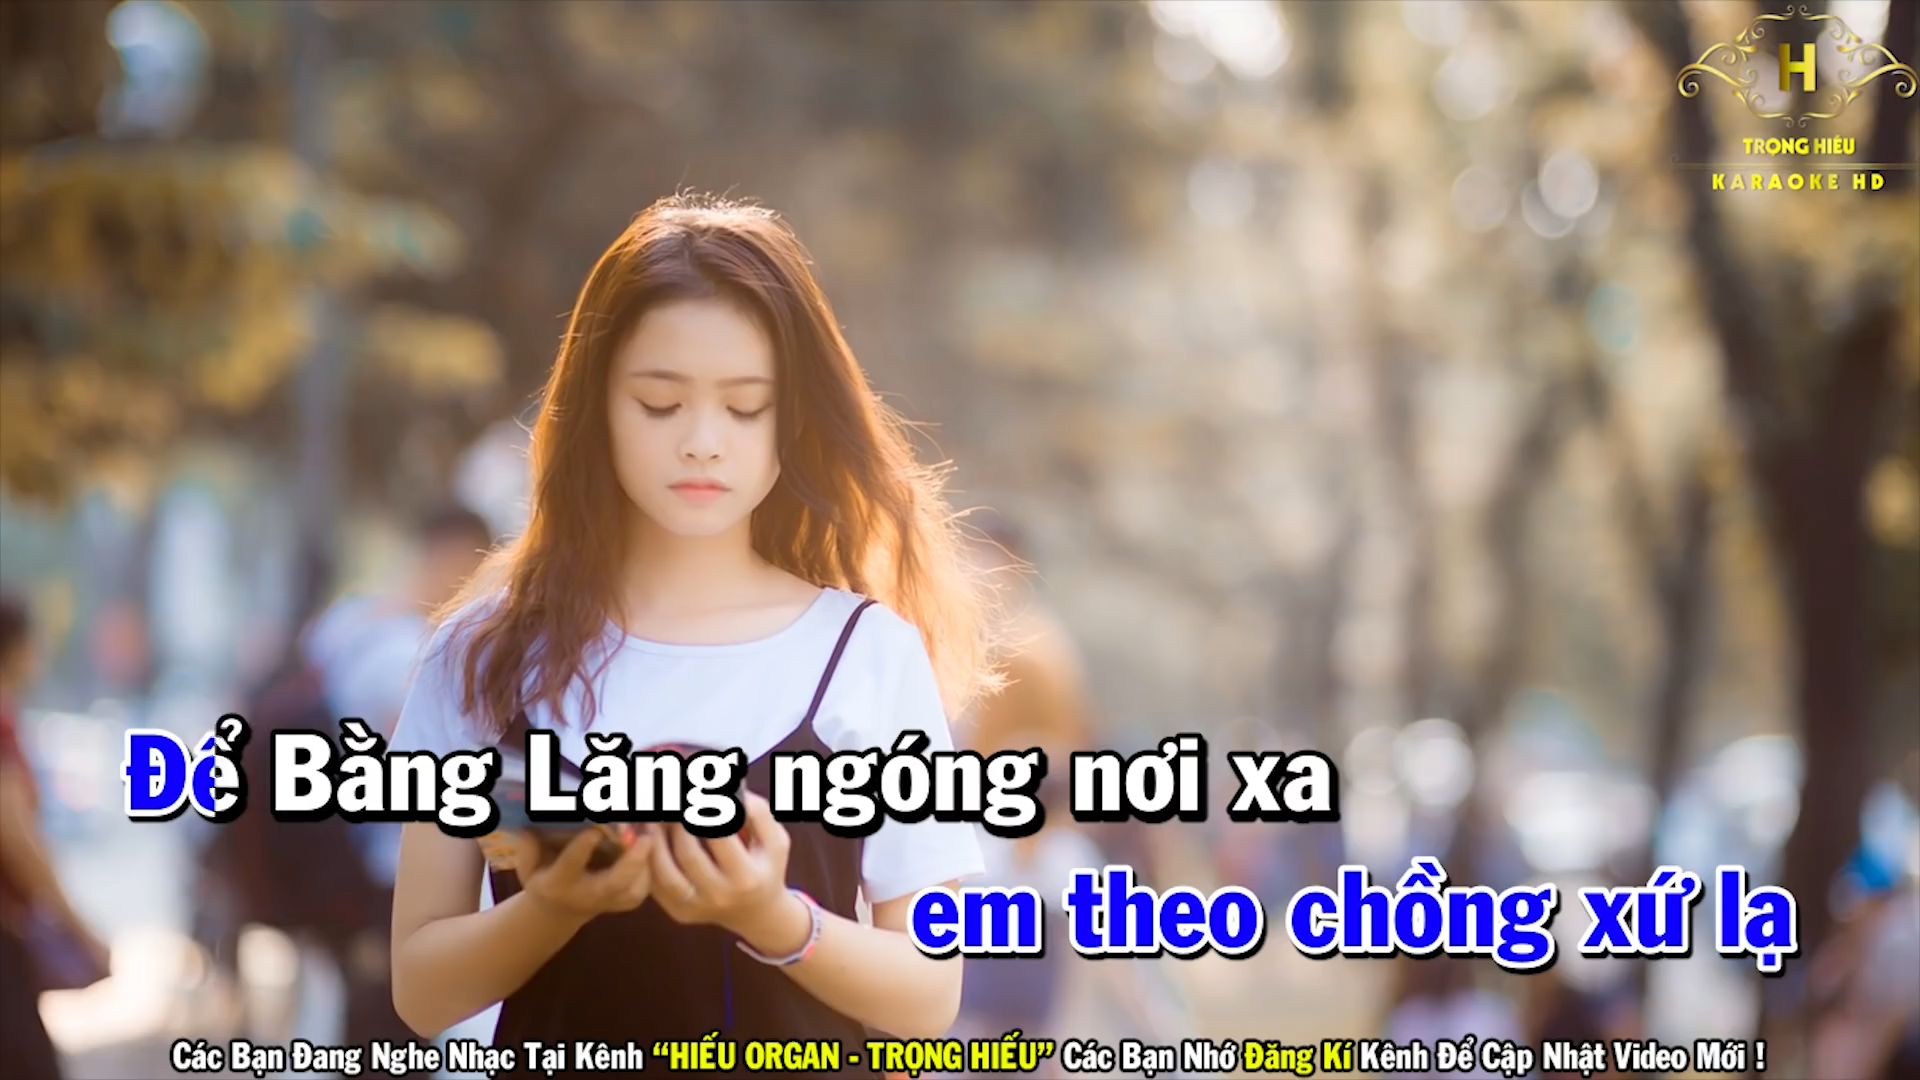 H
TRỌNG HIẾU
KARAOKE HD
Để Bằng Lăng ngóng nơi xa
em theo chồng xứ lạ
Các Bạn Đang Nghe Nhạc Tại Kênh “HIẾU ORGAN - TRỌNG HIẾU” Các Bạn Nhớ Đăng Kí Kênh Để Cập Nhật Video Mới !